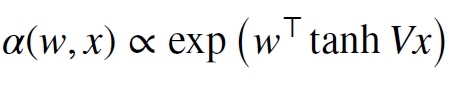 α(w, x) ∝ exp (w⊤ tanh Vx)